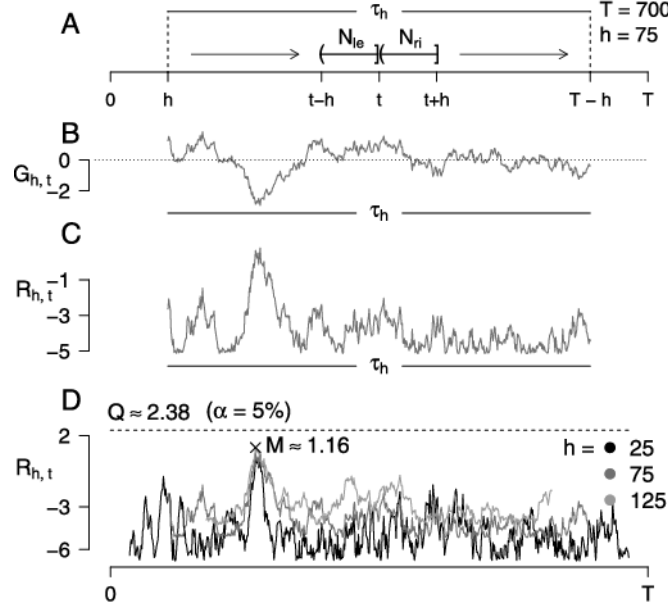 A
τh
T = 700
h = 75
Nle
Nri
0 h t−h t t+h T − h T
B
0
−2
Gh, t
τh
C
−1
−3
−5
Rh, t
τh
D
Q ≈ 2.38 (α = 5%)
2
−3
−6
Rh, t
M ≈ 1.16
h = 25
75
125
0 T